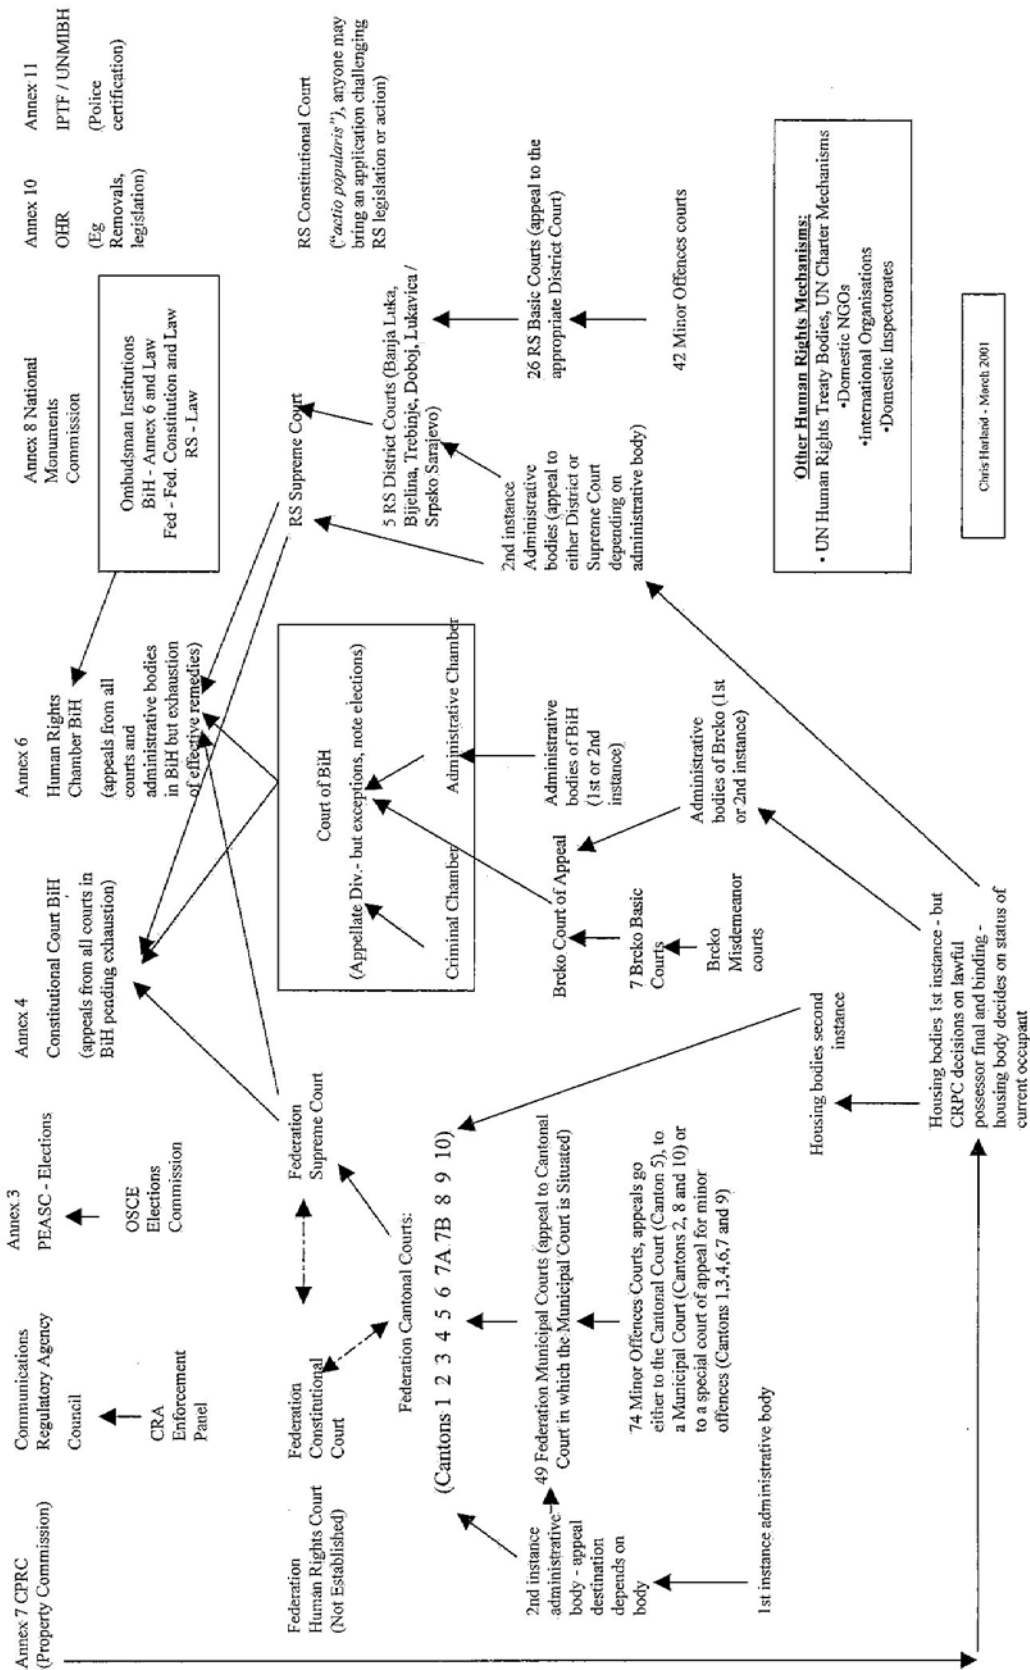 Annex 7 CPRC
(Property Commission)
Communications
Regulatory Agency
Council
CRA
Enforcement
Panel
Annex 3
PEASC - Elections
OSCE
Elections
Commission
Annex 4
Constitutional Court BiH
(appeals from all courts in
BiH pending exhaustion)
Annex 6
Human Rights
Chamber BiH
(appeals from all
courts and
administrative bodies
in BiH but exhaustion
of effective remedies)
Annex 8 National
Monuments
Commission
Annex 10
OHR
(Eg
Removals,
legislation)
Annex 11
IPTF / UNMIBH
(Police
certification)
Ombudsman Institutions
BiH - Annex 6 and Law
Fed - Fed. Constitution and Law
RS - Law
Federation
Human Rights Court
(Not Established)
Federation
Constitutional
Court
Federation
Supreme Court
Court of BiH
(Appellate Div.- but exceptions, note elections)
Criminal Chamber
Administrative Chamber
RS Supreme Court
RS Constitutional Court
("actio popularis"), anyone may
bring an application challenging
RS legislation or action)
Federation Cantonal Courts:
(Cantons 1 2 3 4 5 6 7A 7B 8 9 10)
5 RS District Courts (Banja Luka,
Bijelina, Trebinje, Doboj, Lukavica /
Srpsko Sarajevo)
2nd instance
administrative
body - appeal
destination
depends on
body
49 Federation Municipal Courts (appeal to Cantonal
Court in which the Municipal Court is Situated)
Brcko Court of Appeal
Administrative
bodies of BiH
(1st or 2nd
instance)
2nd instance
Administrative
bodies (appeal to
either District or
Supreme Court
depending on
administrative body)
26 RS Basic Courts (appeal to the
appropriate District Court)
74 Minor Offences Courts, appeals go
either to the Cantonal Court (Canton 5), to
a Municipal Court (Cantons 2, 8 and 10) or
to a special court of appeal for minor
offences (Cantons 1,3,4,6,7 and 9)
7 Brcko Basic
Courts
Brcko
Misdemeanor
courts
Administrative
bodies of Brcko (1st
or 2nd instance)
42 Minor Offences courts
1st instance administrative body
Housing bodies second
instance
Housing bodies 1st instance - but
CRPC decisions on lawful
possessor final and binding -
housing body decides on status of
current occupant
Other Human Rights Mechanisms:
• UN Human Rights Treaty Bodies, UN Charter Mechanisms
•Domestic NGOs
•International Organisations
•Domestic Inspectorates
Chris Harland - March 2001